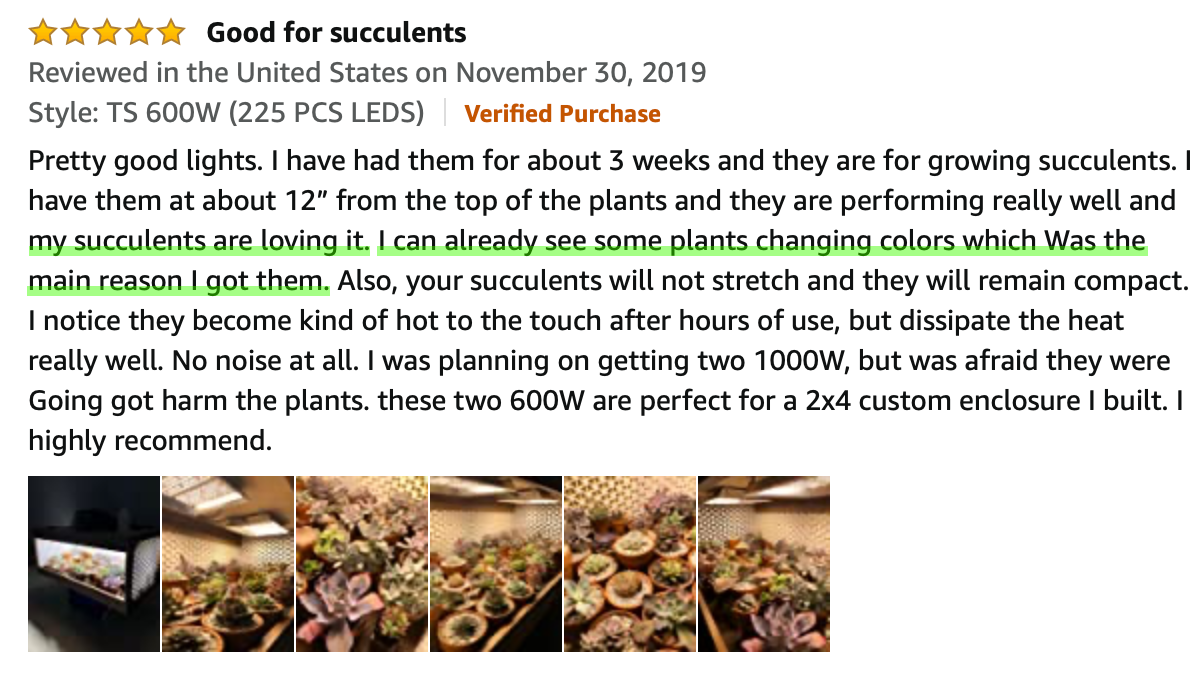 Good for succulents
Reviewed in the United States on November 30, 2019
Style: TS 600W (225 PCS LEDS) Verified Purchase
Pretty good lights. I have had them for about 3 weeks and they are for growing succulents. I
have them at about 12” from the top of the plants and they are performing really well and
my succulents are loving it. I can already see some plants changing colors which Was the
main reason I got them. Also, your succulents will not stretch and they will remain compact.
I notice they become kind of hot to the touch after hours of use, but dissipate the heat
really well. No noise at all. I was planning on getting two 1000W, but was afraid they were
Going got harm the plants. these two 600W are perfect for a 2x4 custom enclosure I built. I
highly recommend.